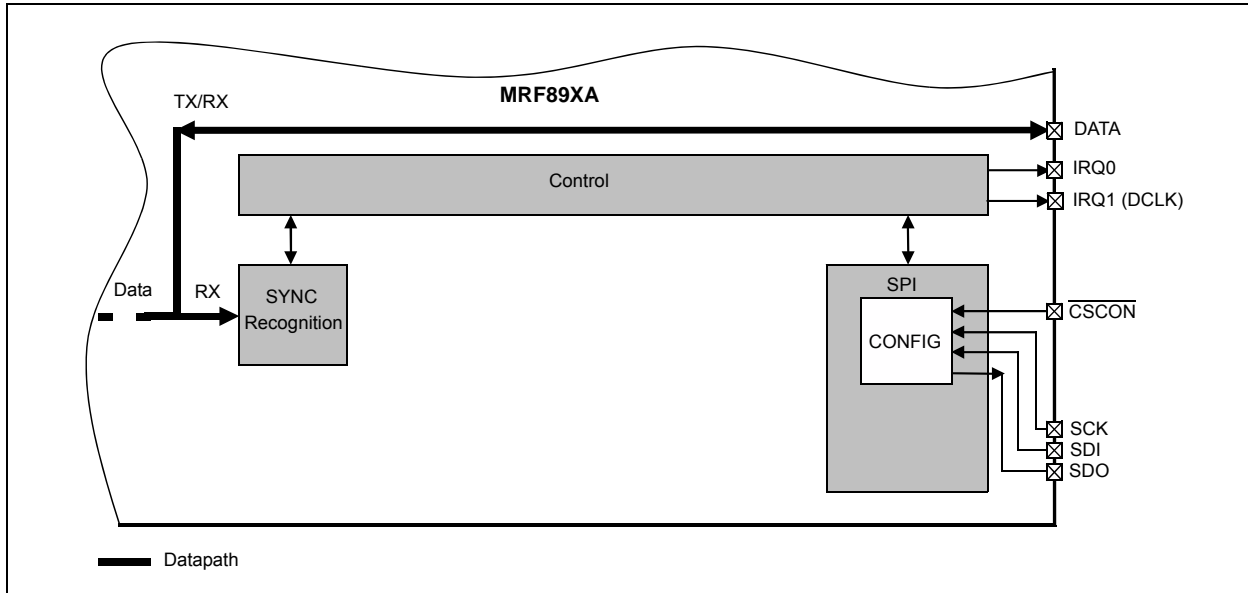 MRF89XA
TX/RX
DATA
IRQ0
Control
IRQ1 (DCLK)
Data
RX
SYNC
Recognition
SPI
CONFIG
CSCON
SCK
SDI
SDO
Datapath